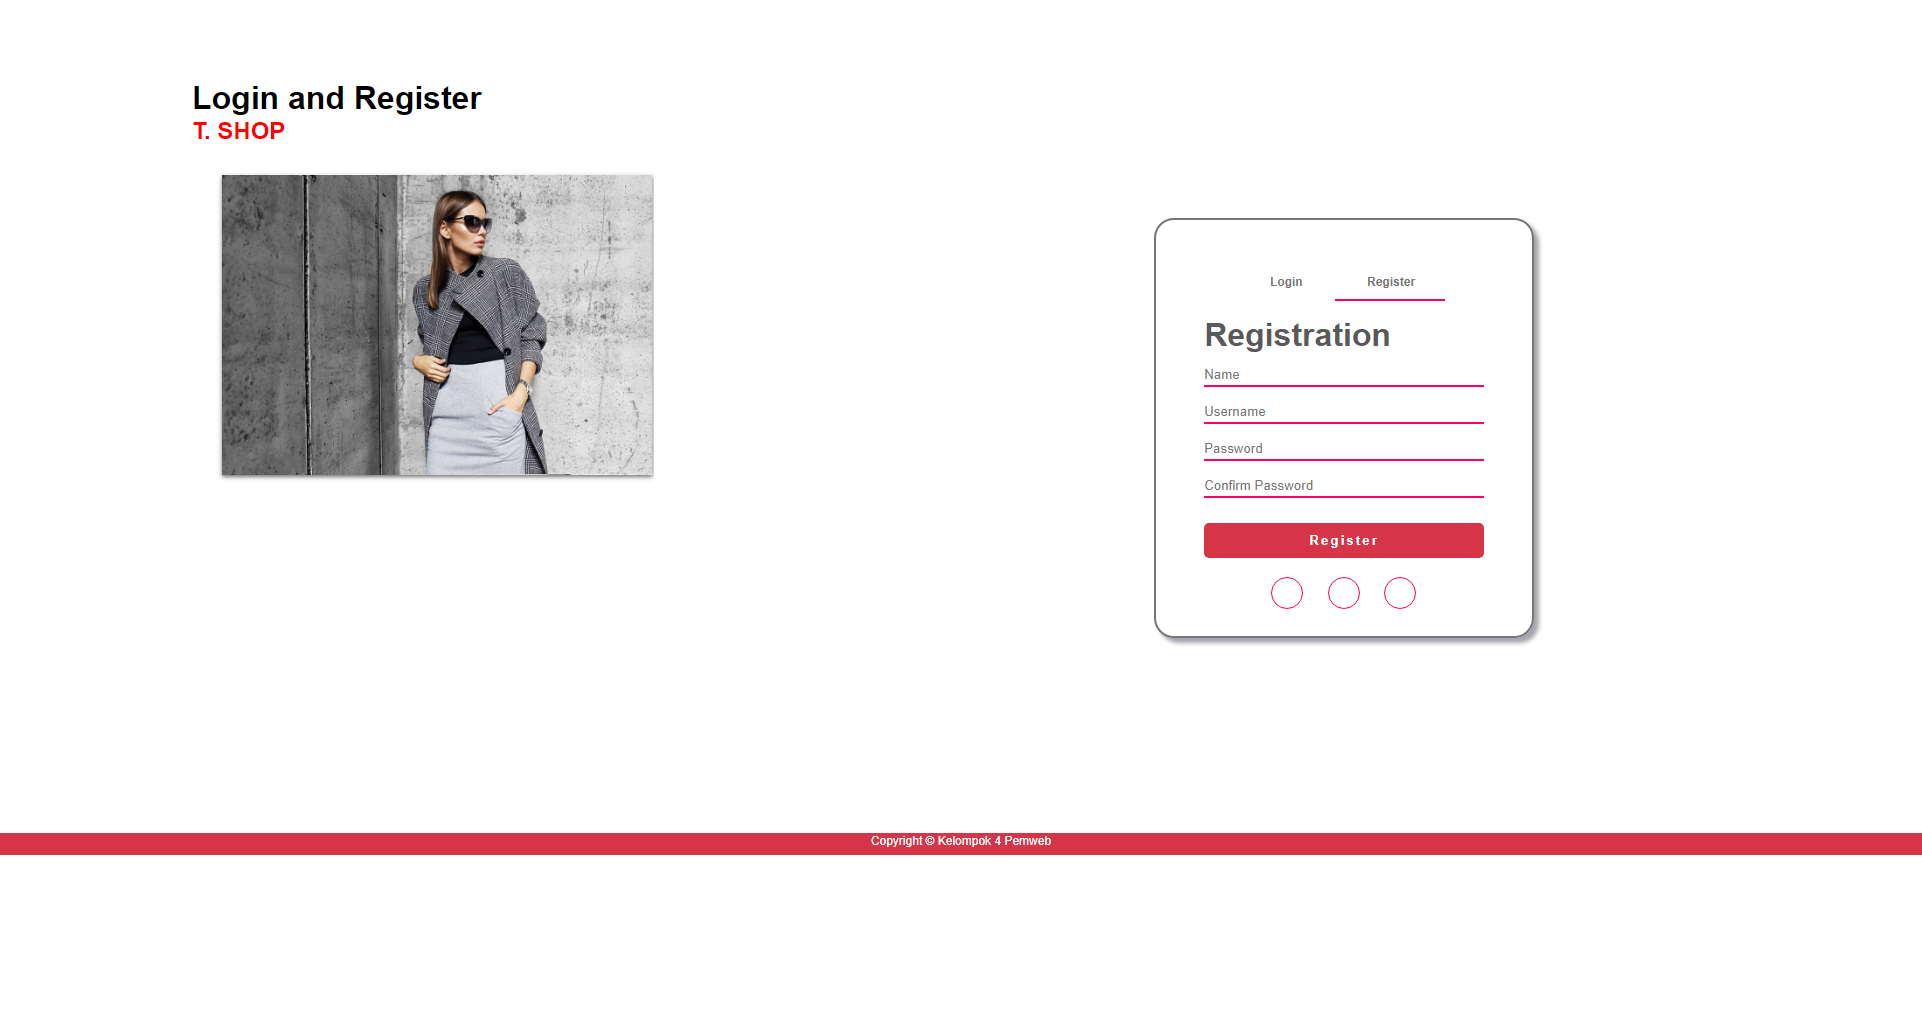 Login and Register
T. SHOP
Login Register
Registration
Name
Username
Password
Confirm Password
Register
Copyright © Kelompok 4 Pemweb